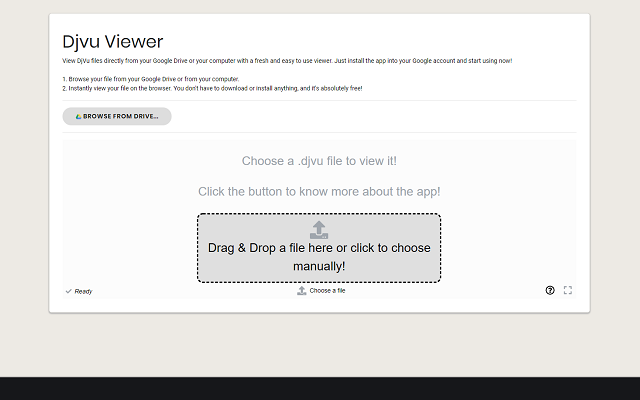 Djvu Viewer
View DjVu files directly from your Google Drive or your computer with a fresh and easy to use viewer. Just install the app into your Google account and start using now!
1. Browse your file from your Google Drive or from your computer.
2. Instantly view your file on the browser. You don't have to download or install anything, and it's absolutely free!
BROWSE FROM DRIVE...
Choose a .djvu file to view it!
Click the button to know more about the app!
Drag & Drop a file here or click to choose
manually!
Ready
Choose a file